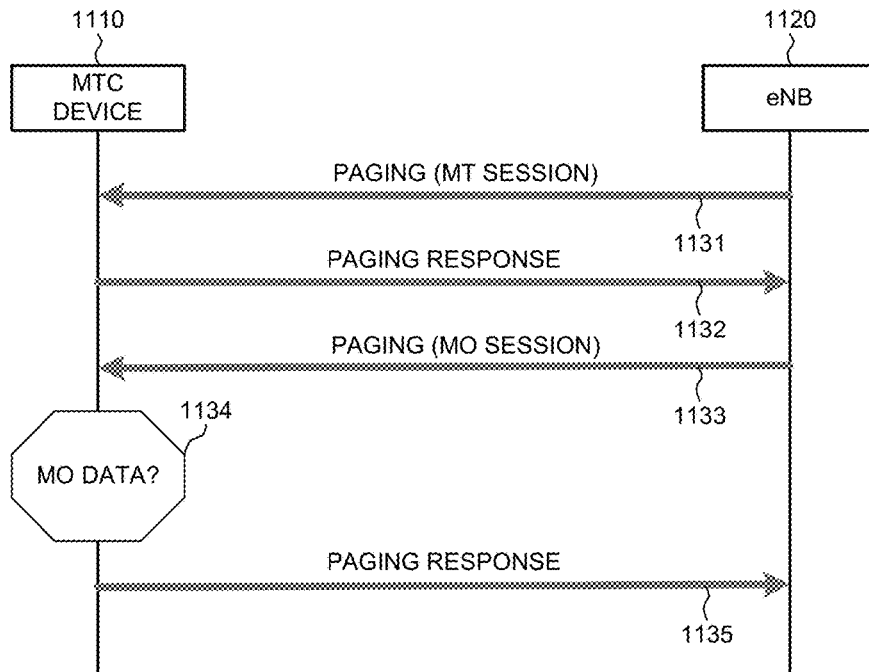 1110
1120
MTC
DEVICE
eNB
PAGING (MT SESSION)
1131
PAGING RESPONSE
1132
PAGING (MO SESSION)
1133
1134
MO DATA?
PAGING RESPONSE
1135